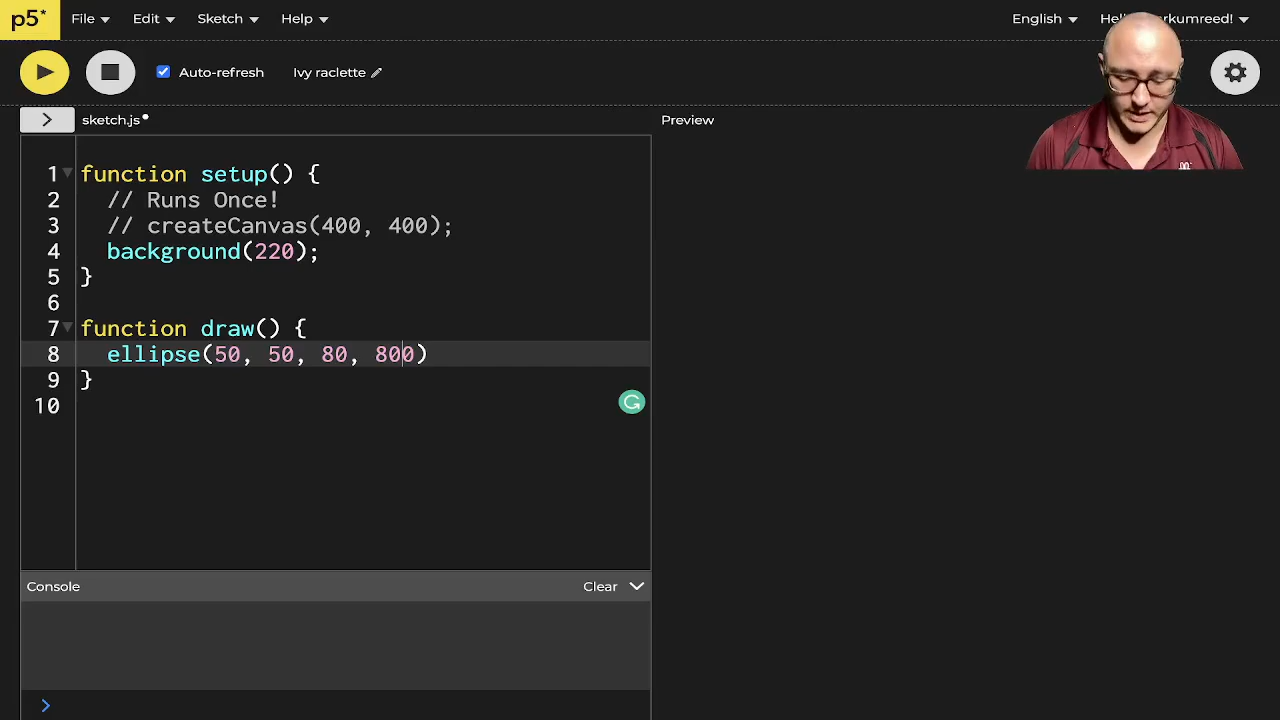 p5* File Edit Sketch Help English
Auto-refresh Ivy raclette
> sketch.js Preview
1 function setup() {
2 // Runs Once!
3 // createCanvas(400, 400);
4 background(220);
5 }
6
7 function draw() {
8 ellipse(50, 50, 80, 800)
9 }
10
Console Clear
>